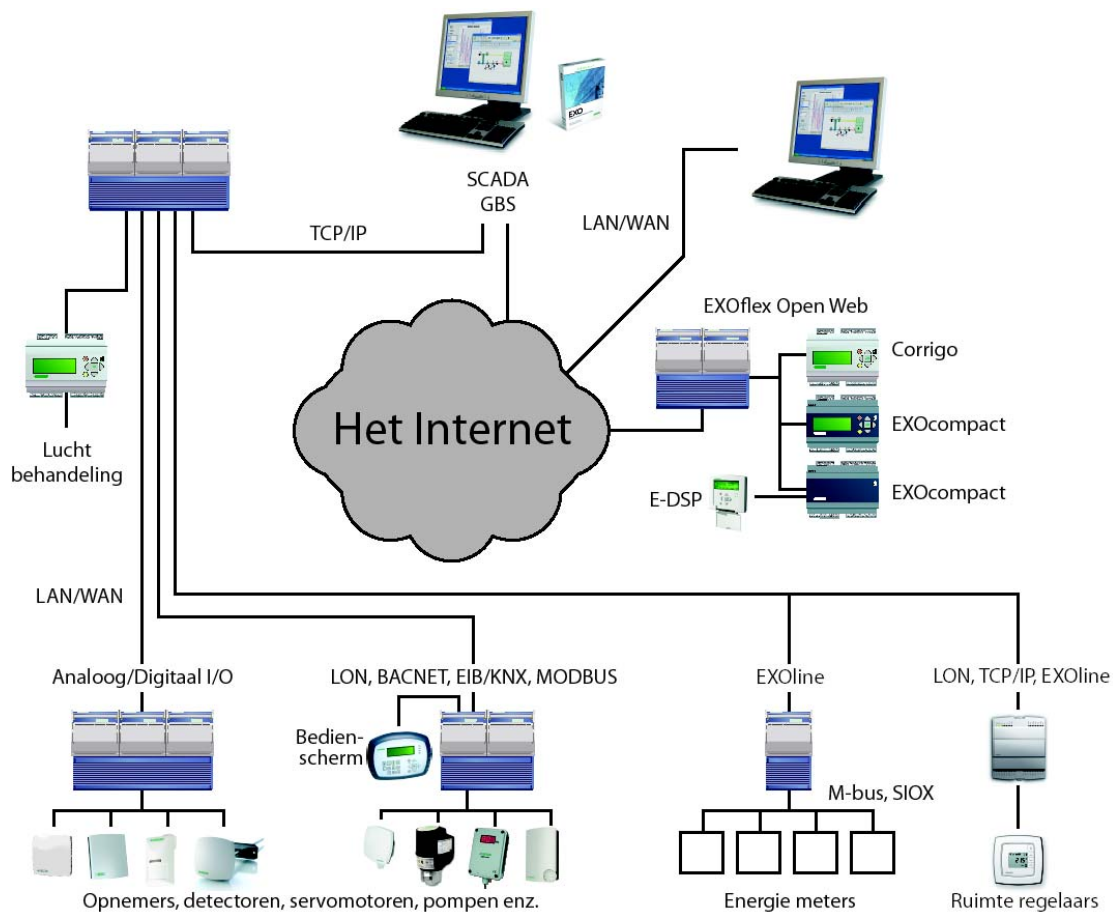 EXO
SCADA
GBS
TCP/IP
LAN/WAN
EXOflex Open Web
Corrigo
Het Internet
EXOcompact
Lucht
behandeling
E-DSP
EXOcompact
LAN/WAN
Analoog/Digitaal I/O
LON, BACNET, EIB/KNX, MODBUS
EXOline
LON, TCP/IP, EXOline
Bedien-
scherm
M-bus, SIOX
Opnemers, detectoren, servomotoren, pompen enz.
Energie meters
Ruimte regelaars